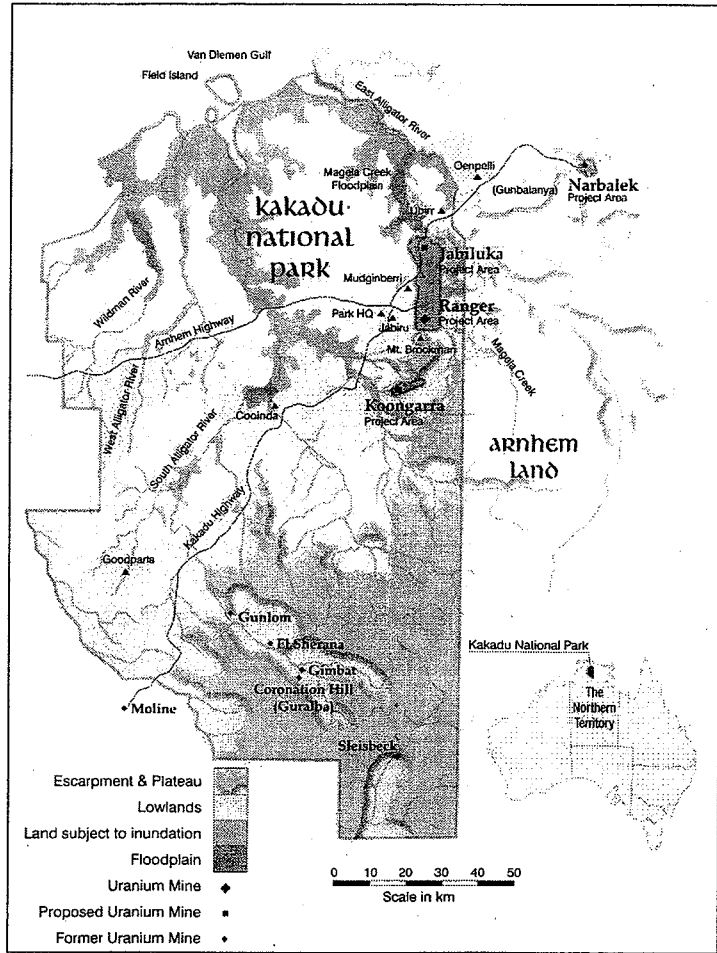 Van Diemen Gulf
Field Island
East Alligator River
Magela Creek
Floodplain
Oenpelli
(Gunbalanya)
Narbalek
Project Area
Ubirr
KAKADU
NATIONAL
PARK
Jabiluka
Project Area
Mudginberri
Ranger
Project Area
Park HQ
Jabiru
Mt. Brookman
Wildman River
Arnhem Highway
Magela Creek
West Alligator River
Cooinda
Koongarra
Project Area
South Alligator River
ARNHEM
LAND
Kakadu Highway
Goodparla
Gunlom
El Sherana
Gimbat
Coronation Hill
(Guralba)
Moline
Sleisbeck
Kakadu National Park
The
Northern
Territory
Escarpment & Plateau
Lowlands
Land subject to inundation
Floodplain
Uranium Mine
Proposed Uranium Mine
Former Uranium Mine
0 10 20 30 40 50
Scale in km